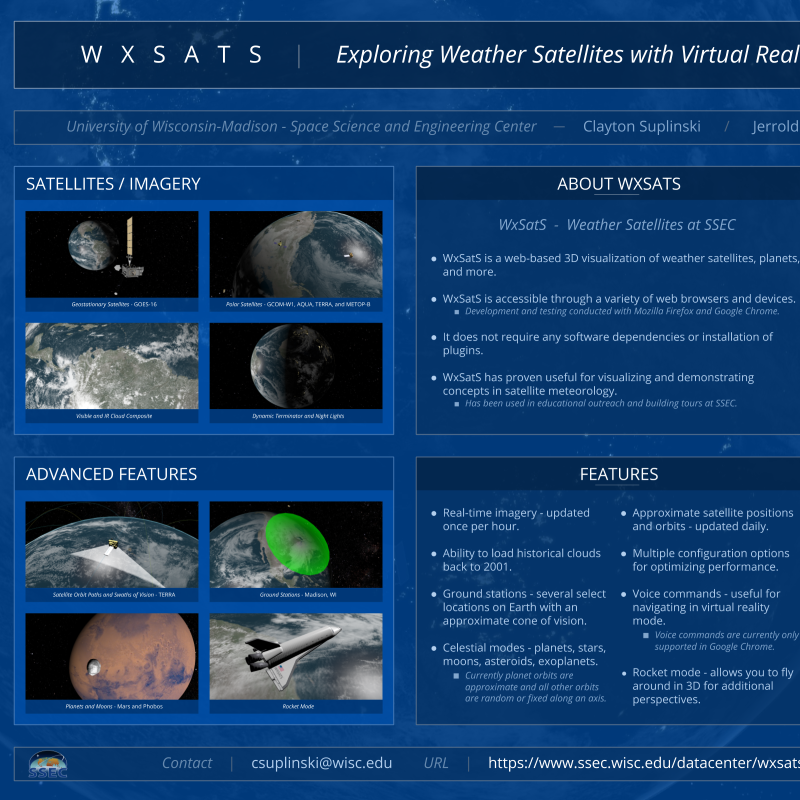 W X S A T S | Exploring Weather Satellites with Virtual Real
University of Wisconsin-Madison - Space Science and Engineering Center — Clayton Suplinski / Jerrold
SATELLITES / IMAGERY
Geostationary Satellites - GOES-16
Polar Satellites - GCOM-W1, AQUA, TERRA, and METOP-B
Visible and IR Cloud Composite
Dynamic Terminator and Night Lights
ABOUT WXSATS
WxSatS - Weather Satellites at SSEC
● WxSatS is a web-based 3D visualization of weather satellites, planets,
and more.
● WxSatS is accessible through a variety of web browsers and devices.
■ Development and testing conducted with Mozilla Firefox and Google Chrome.
● It does not require any software dependencies or installation of
plugins.
● WxSatS has proven useful for visualizing and demonstrating
concepts in satellite meteorology.
■ Has been used in educational outreach and building tours at SSEC.
ADVANCED FEATURES
Satellite Orbit Paths and Swaths of Vision - TERRA
Ground Stations - Madison, WI
Planets and Moons - Mars and Phobos
Rocket Mode
FEATURES
● Real-time imagery - updated
once per hour.
● Ability to load historical clouds
back to 2001.
● Ground stations - several select
locations on Earth with an
approximate cone of vision.
● Celestial modes - planets, stars,
moons, asteroids, exoplanets.
■ Currently planet orbits are
approximate and all other orbits
are random or fixed along an axis.
● Approximate satellite positions
and orbits - updated daily.
● Multiple configuration options
for optimizing performance.
● Voice commands - useful for
navigating in virtual reality
mode.
■ Voice commands are currently only
supported in Google Chrome.
● Rocket mode - allows you to fly
around in 3D for additional
perspectives.
SSEC
Contact | csuplinski@wisc.edu URL | https://www.ssec.wisc.edu/datacenter/wxsats